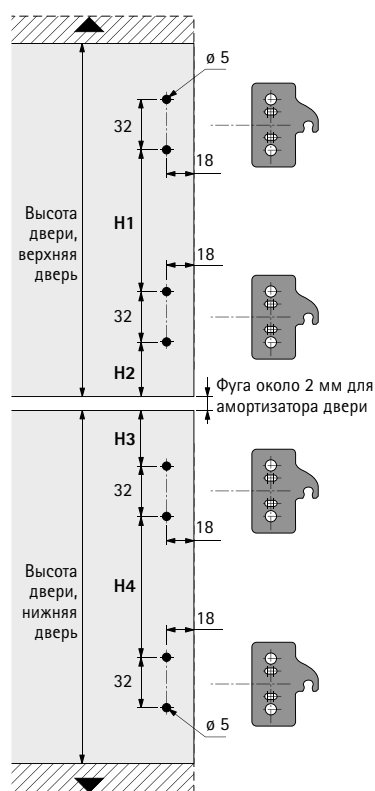 ø 5
32
18
H1
Высота
двери,
верхняя
дверь
18
32
H2
Фуга около 2 мм для
амортизатора двери
H3
32
18
H4
Высота
двери,
нижняя
дверь
18
32
ø 5